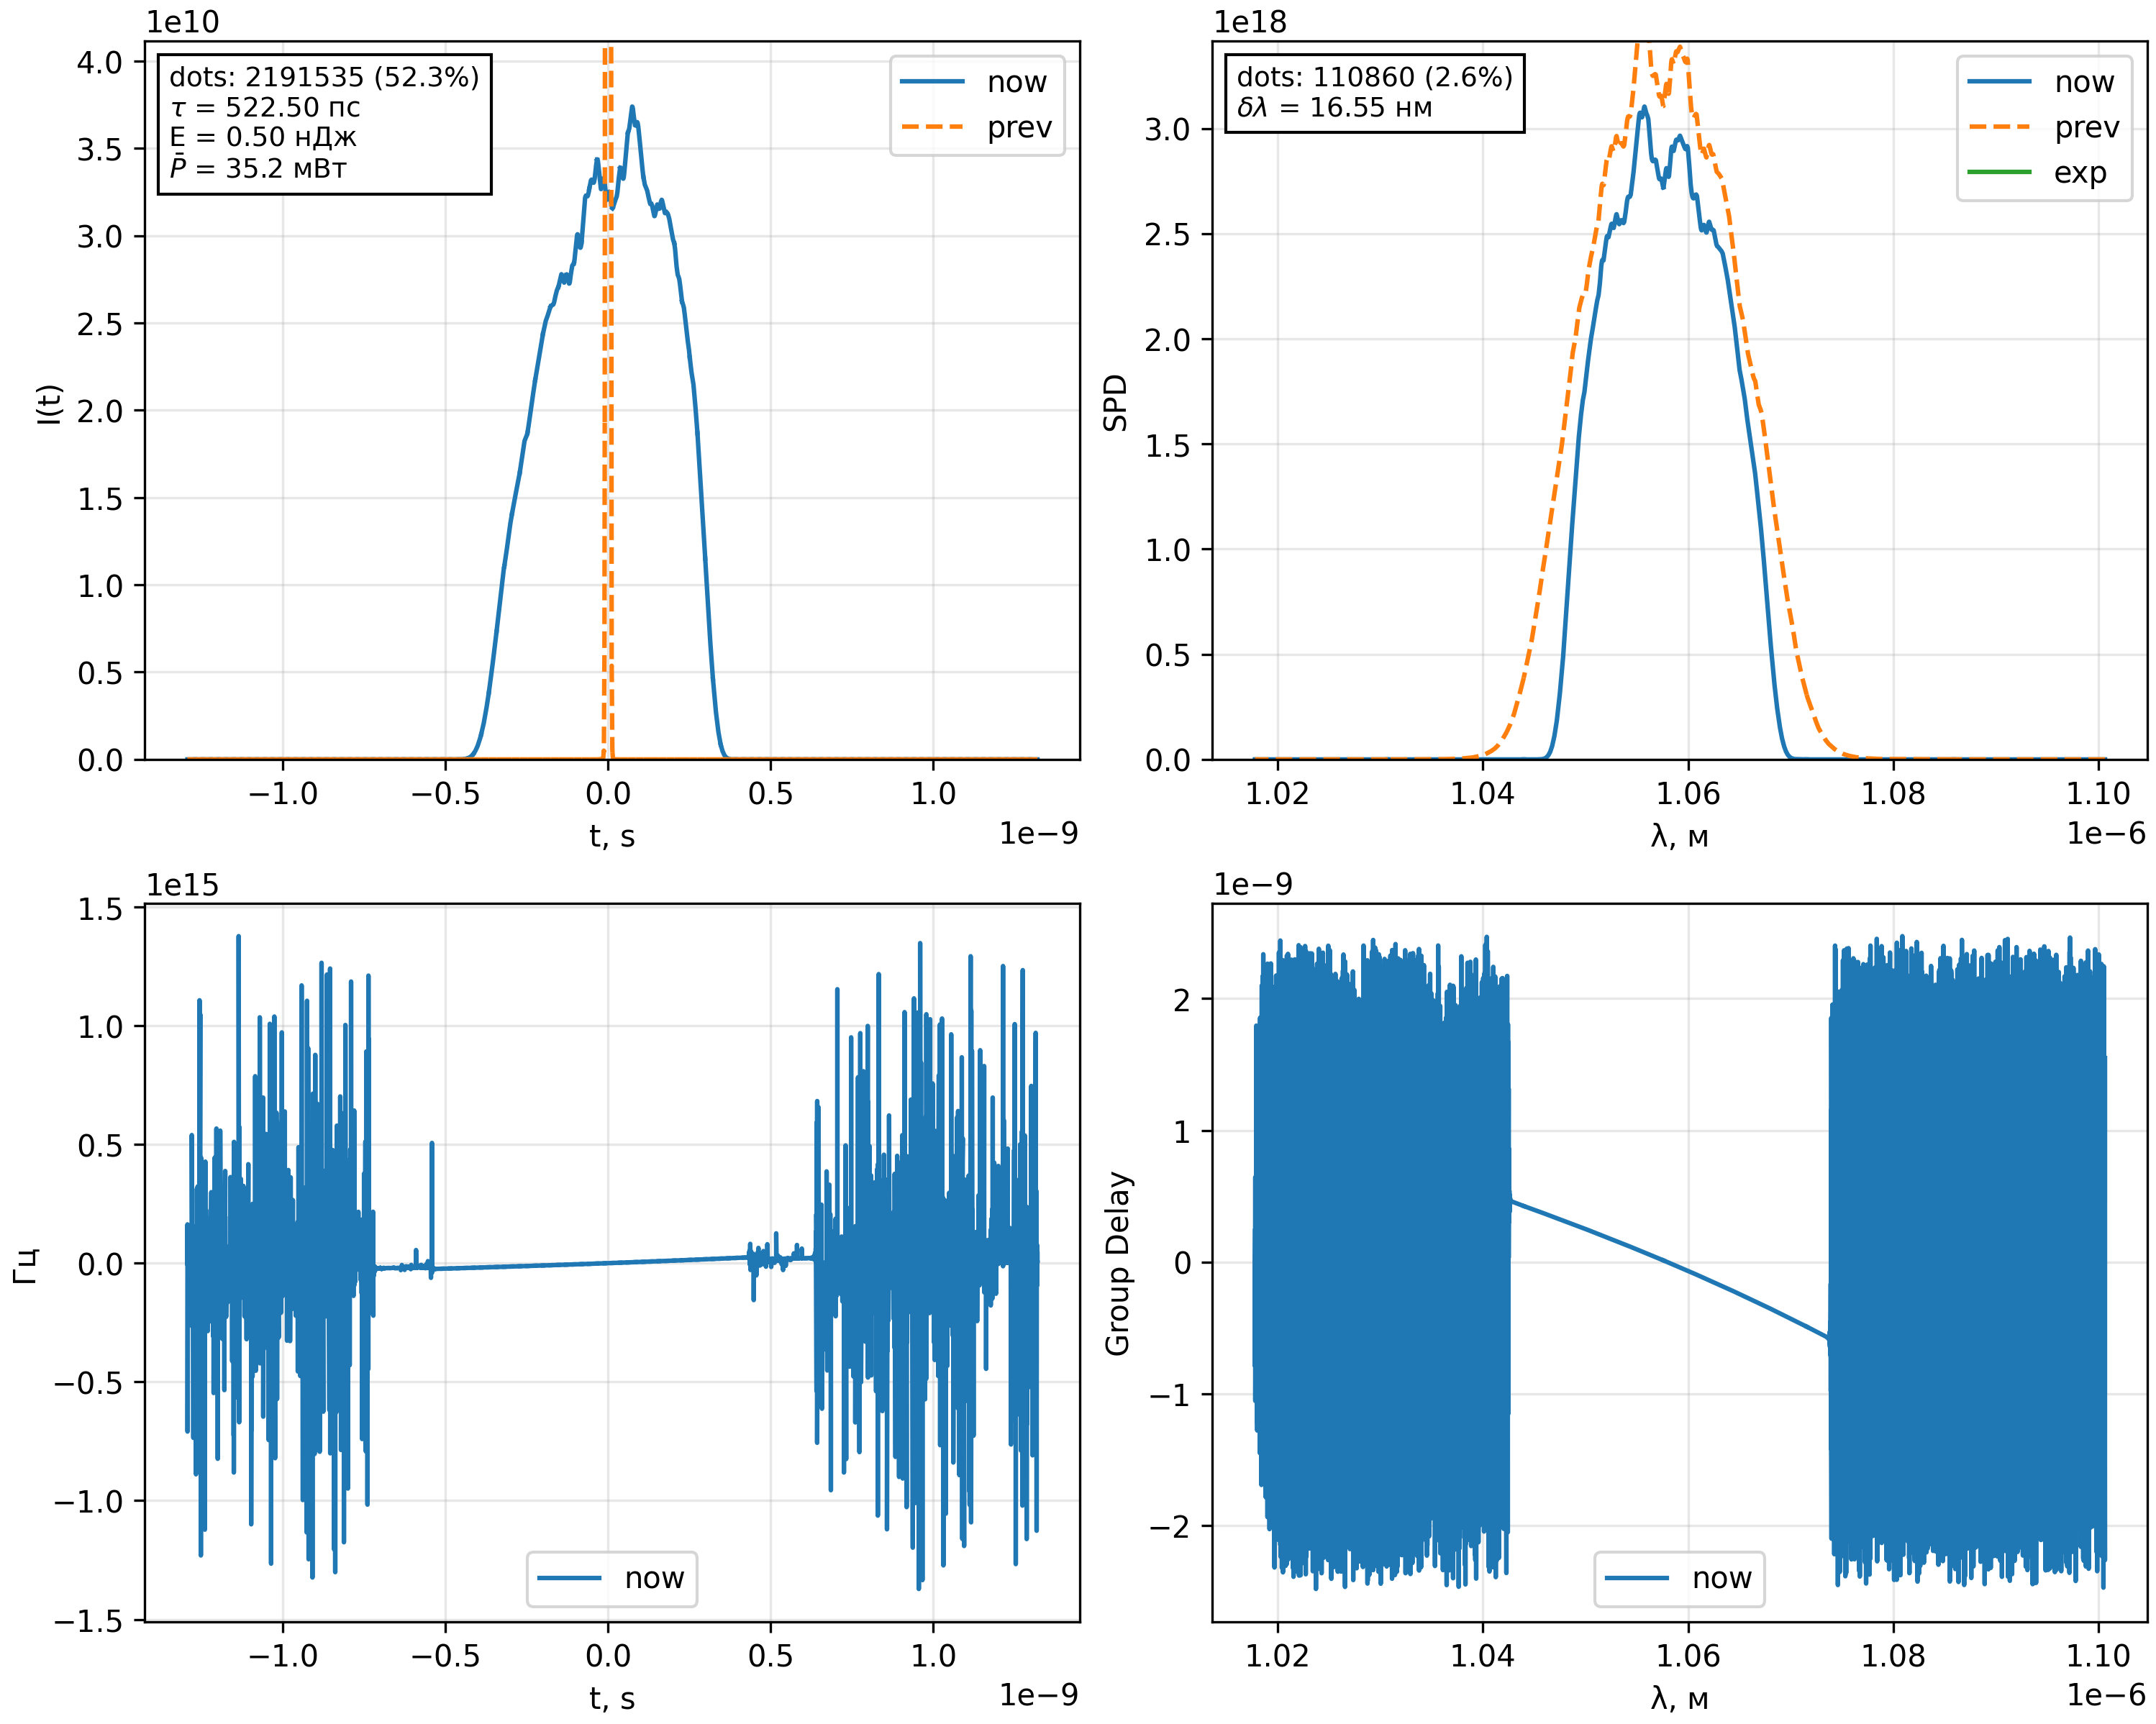 1e10
dots: 2191535 (52.3%)
τ = 522.50 пс
E = 0.50 нДж
P̄ = 35.2 мВт
now
prev
4.0
3.5
3.0
2.5
2.0
1.5
1.0
0.5
0.0
I(t)
−1.0 −0.5 0.0 0.5 1.0
t, s
1e−9
1e18
dots: 110860 (2.6%)
δλ = 16.55 нм
now
prev
exp
3.0
2.5
2.0
1.5
1.0
0.5
0.0
SPD
1.02 1.04 1.06 1.08 1.10
λ, м
1e−6
1e15
1.5
1.0
0.5
0.0
−0.5
−1.0
−1.5
Гц
now
−1.0 −0.5 0.0 0.5 1.0
t, s
1e−9
1e−9
2
1
0
−1
−2
Group Delay
now
1.02 1.04 1.06 1.08 1.10
λ, м
1e−6